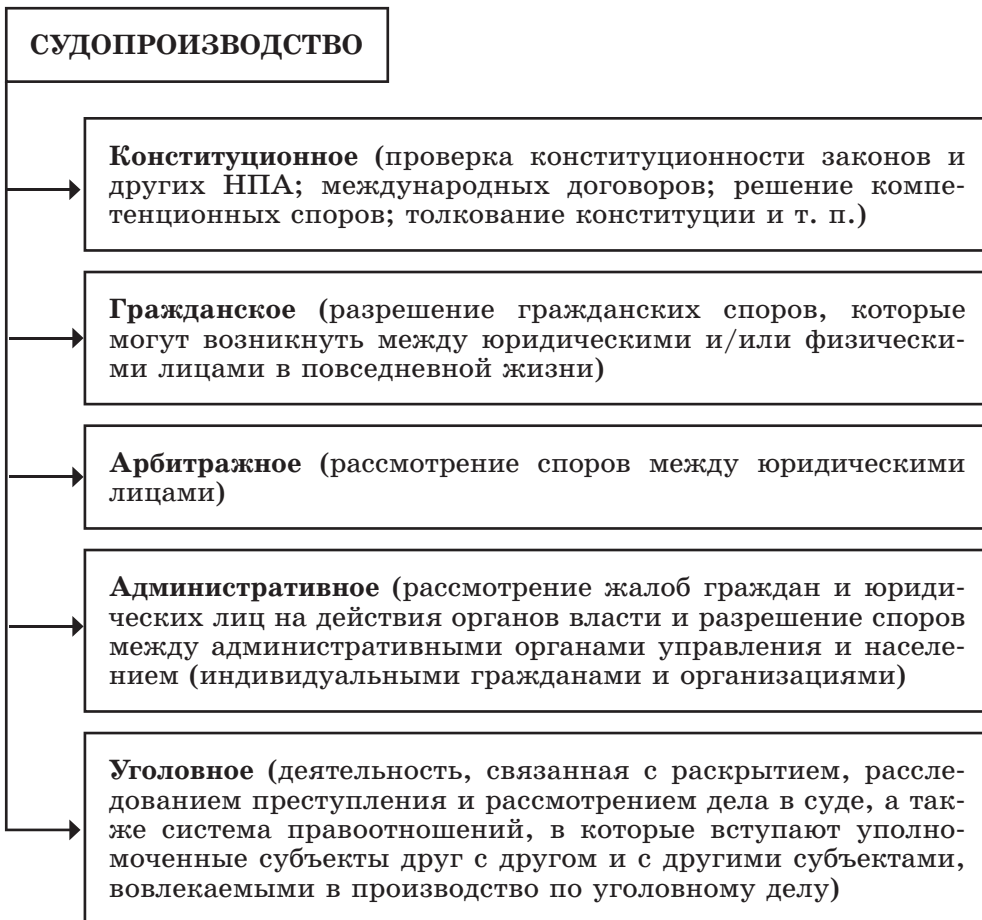 СУДОПРОИЗВОДСТВО
Конституционное (проверка конституционности законов и
других НПА; международных договоров; решение компе-
тенционных споров; толкование конституции и т. п.)
Гражданское (разрешение гражданских споров, которые
могут возникнуть между юридическими и/или физически-
ми лицами в повседневной жизни)
Арбитражное (рассмотрение споров между юридическими
лицами)
Административное (рассмотрение жалоб граждан и юриди-
ческих лиц на действия органов власти и разрешение споров
между административными органами управления и населе-
нием (индивидуальными гражданами и организациями)
Уголовное (деятельность, связанная с раскрытием, рассле-
дованием преступления и рассмотрением дела в суде, а так-
же система правоотношений, в которые вступают уполно-
моченные субъекты друг с другом и с другими субъектами,
вовлекаемыми в производство по уголовному делу)